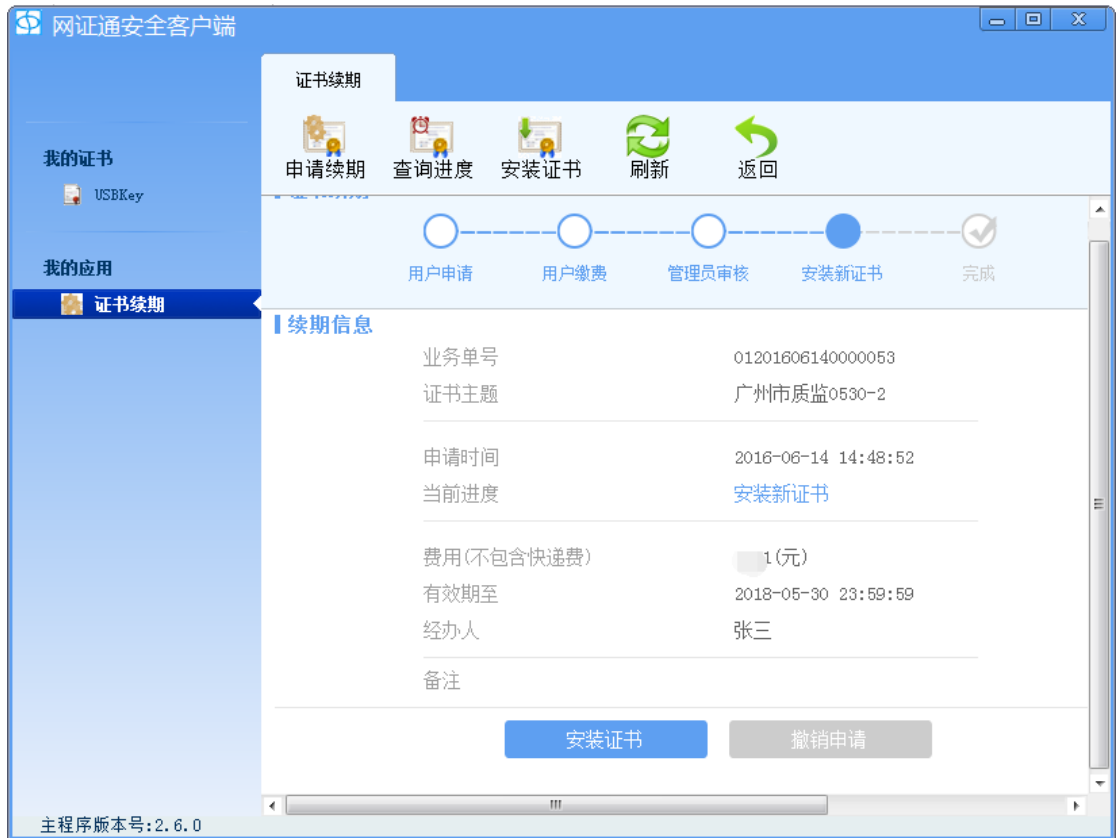 网证通安全客户端
证书续期
申请续期 查询进度 安装证书 刷新 返回
我的证书
USBKey
我的应用
证书续期
用户申请 用户缴费 管理员审核 安装新证书 完成
续期信息
业务单号 01201606140000053
证书主题 广州市质监0530-2
申请时间 2016-06-14 14:48:52
当前进度 安装新证书
费用(不包含快递费) 1(元)
有效期至 2018-05-30 23:59:59
经办人 张三
备注
安装证书 撤销申请
主程序版本号:2.6.0